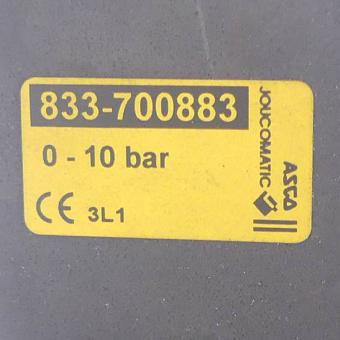 833-700883
0 - 10 bar
CE 3L1
ASCO
JOUCOMATIC